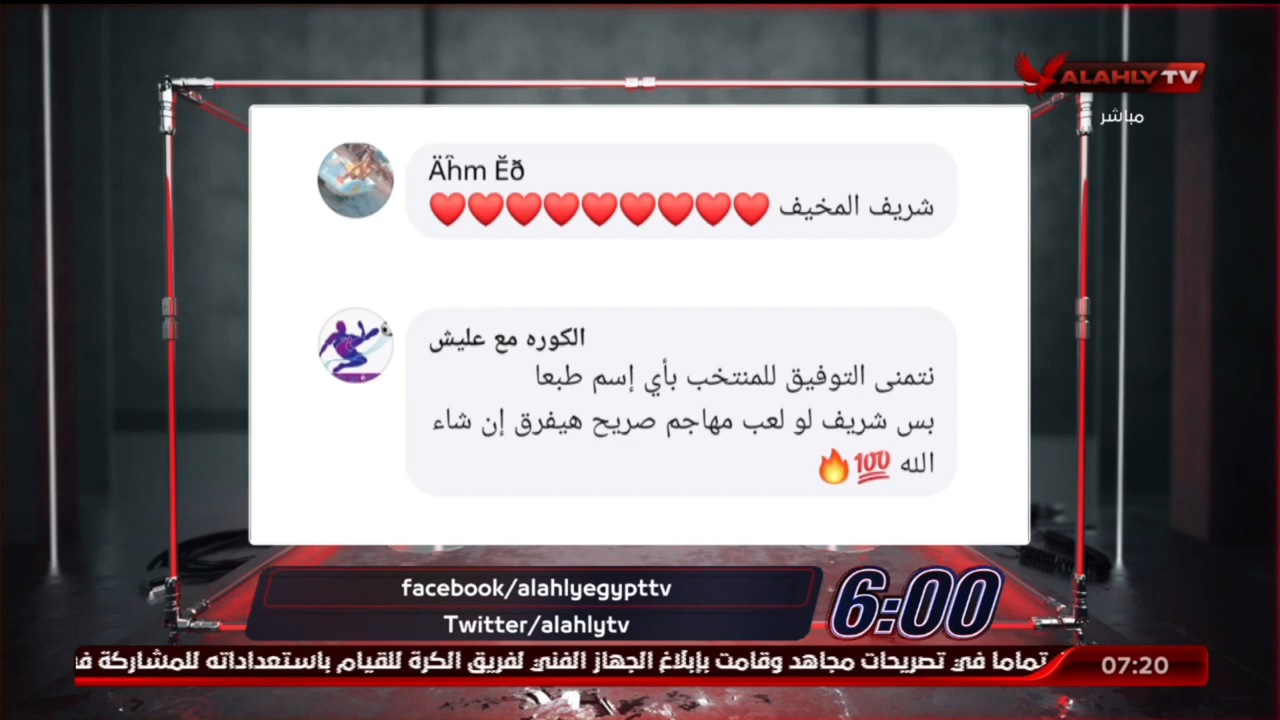 ALAHLY TV
مباشر
Äĥm Ĕð
شريف المخيف ❤️❤️❤️❤️❤️❤️❤️❤️❤️
الكوره مع عليش
نتمنى التوفيق للمنتخب بأي إسم طبعا
بس شريف لو لعب مهاجم صريح هيفرق إن شاء
الله 💯🔥
facebook/alahlyegypttv
Twitter/alahlytv
6:00
تماما في تصريحات مجاهد وقامت بإبلاغ الجهاز الفني لفريق الكرة للقيام باستعداداته للمشاركة
07:20